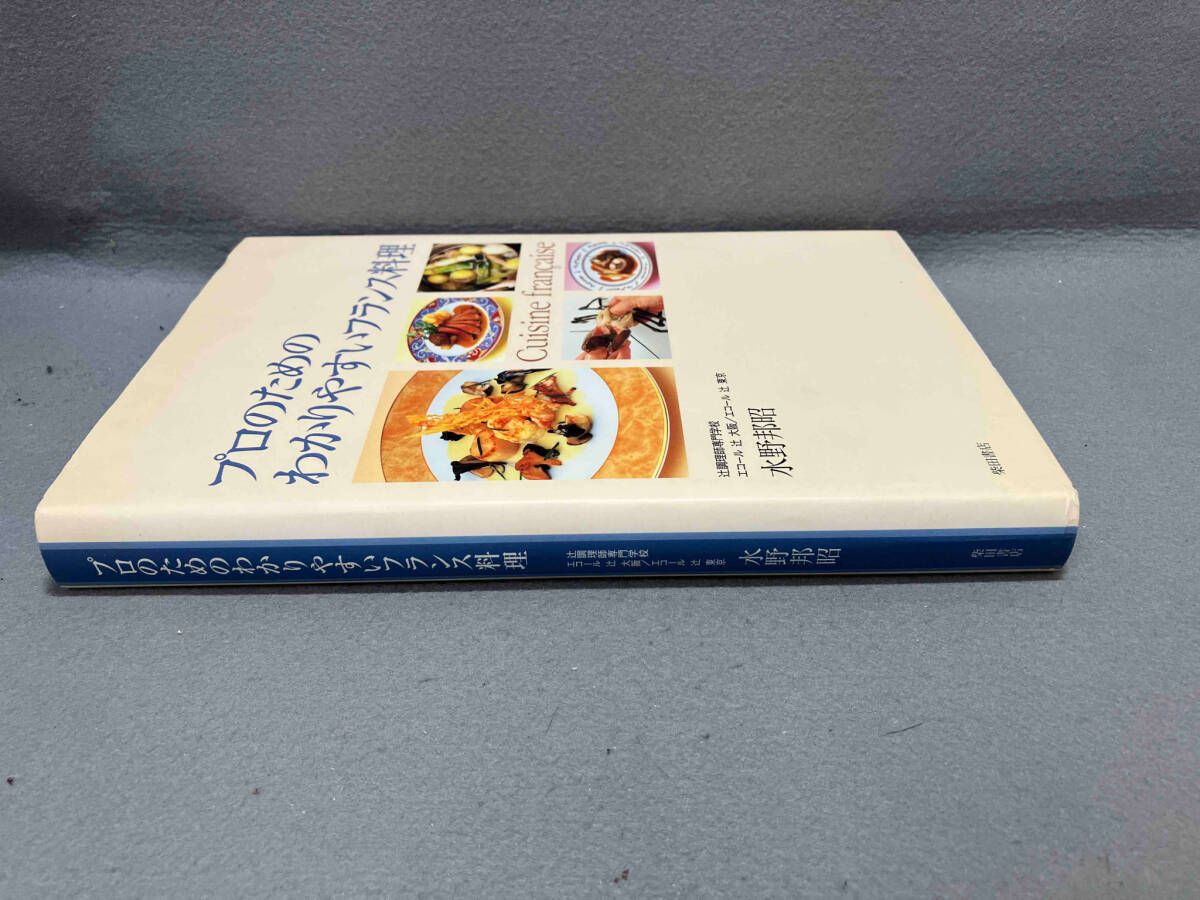 プロのための
わかりやすいフランス料理
Cuisine française
辻調理師専門学校
エコール 辻 大阪/エコール 辻 東京
水野邦昭
柴田書店
プロのためのわかりやすいフランス料理
辻調理師専門学校
エコール 辻 大阪/エコール 辻 東京
水野邦昭
柴田書店